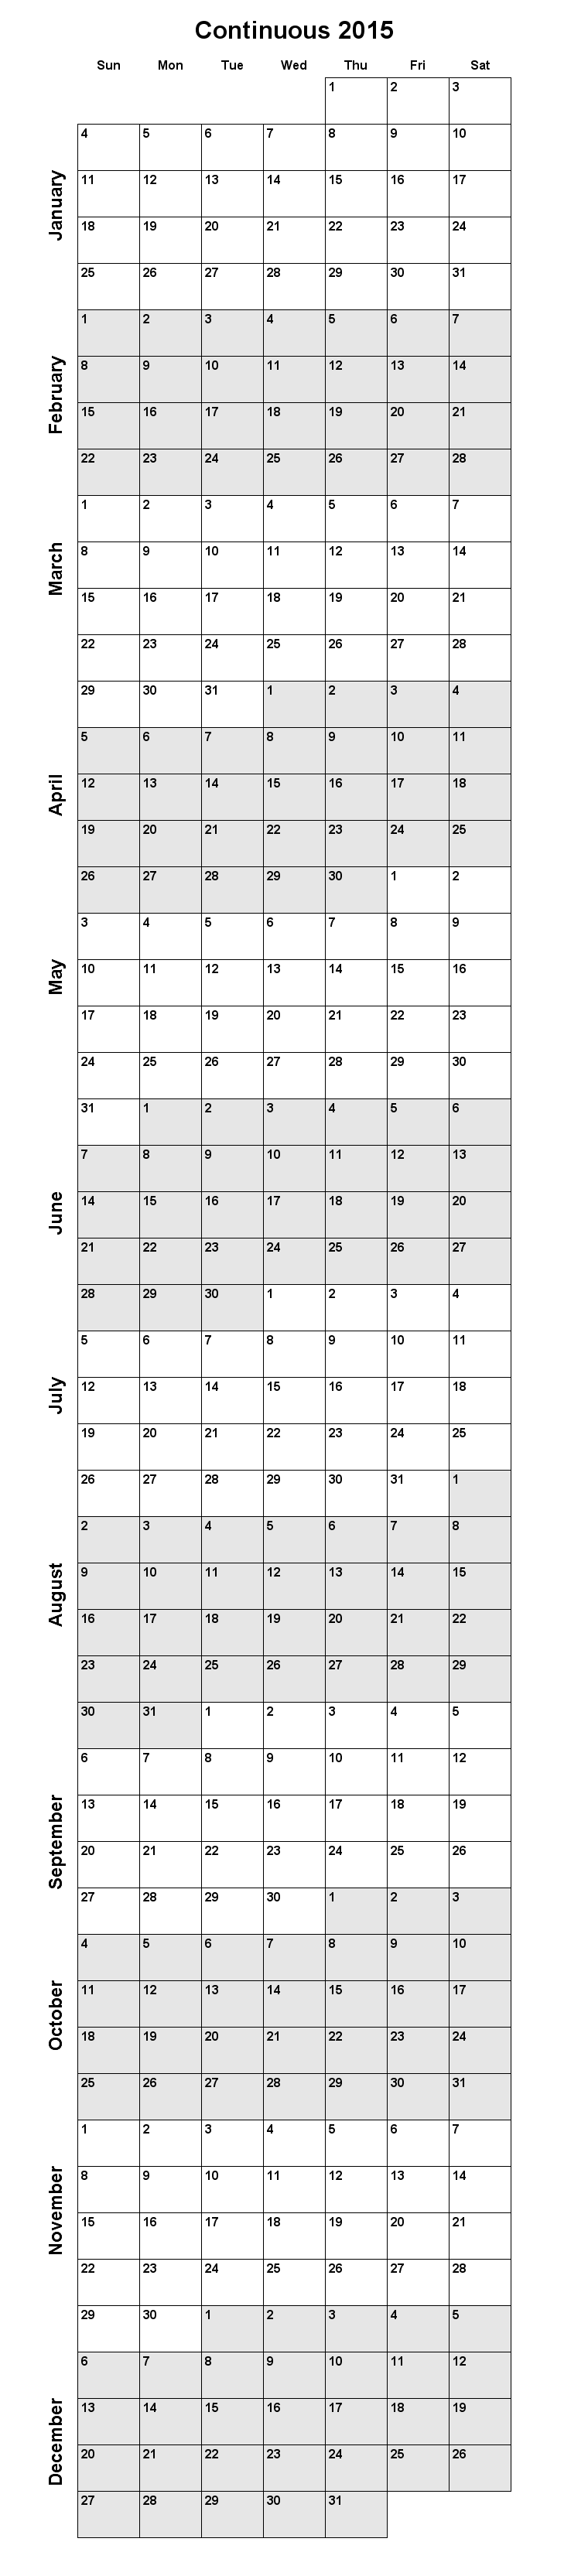 Continuous 2015
Sun Mon Tue Wed Thu Fri Sat
1 2 3
4 5 6 7 8 9 10
January
11 12 13 14 15 16 17
18 19 20 21 22 23 24
25 26 27 28 29 30 31
1 2 3 4 5 6 7
February
8 9 10 11 12 13 14
15 16 17 18 19 20 21
22 23 24 25 26 27 28
1 2 3 4 5 6 7
March
8 9 10 11 12 13 14
15 16 17 18 19 20 21
22 23 24 25 26 27 28
29 30 31 1 2 3 4
5 6 7 8 9 10 11
April
12 13 14 15 16 17 18
19 20 21 22 23 24 25
26 27 28 29 30 1 2
3 4 5 6 7 8 9
May
10 11 12 13 14 15 16
17 18 19 20 21 22 23
24 25 26 27 28 29 30
31 1 2 3 4 5 6
7 8 9 10 11 12 13
June
14 15 16 17 18 19 20
21 22 23 24 25 26 27
28 29 30 1 2 3 4
5 6 7 8 9 10 11
July
12 13 14 15 16 17 18
19 20 21 22 23 24 25
26 27 28 29 30 31 1
2 3 4 5 6 7 8
August
9 10 11 12 13 14 15
16 17 18 19 20 21 22
23 24 25 26 27 28 29
30 31 1 2 3 4 5
6 7 8 9 10 11 12
September
13 14 15 16 17 18 19
20 21 22 23 24 25 26
27 28 29 30 1 2 3
4 5 6 7 8 9 10
October
11 12 13 14 15 16 17
18 19 20 21 22 23 24
25 26 27 28 29 30 31
1 2 3 4 5 6 7
November
8 9 10 11 12 13 14
15 16 17 18 19 20 21
22 23 24 25 26 27 28
29 30 1 2 3 4 5
6 7 8 9 10 11 12
December
13 14 15 16 17 18 19
20 21 22 23 24 25 26
27 28 29 30 31